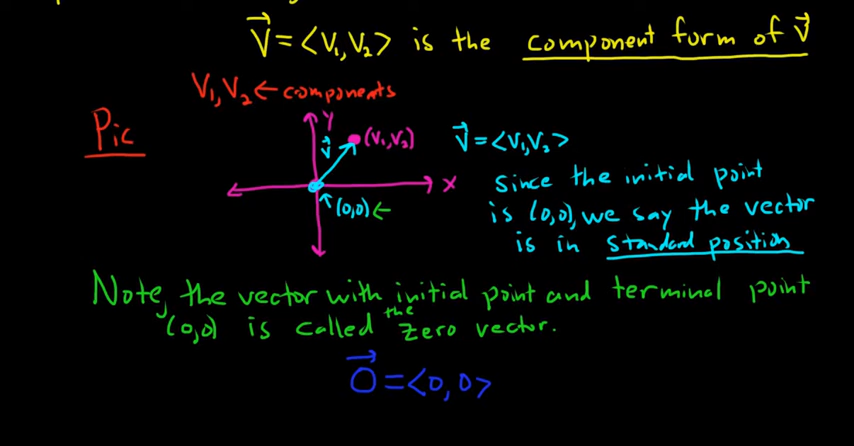 V⃗ = <V₁, V₂> is the component form of V⃗
V₁, V₂ ← components
Pic
Y
V⃗
(V₁, V₂)
X
(0,0) ←
V⃗ = <V₁, V₂>
Since the initial point
is (0,0), we say the vector
is in standard position
Note, the vector with initial point and terminal point
(0,0) is called the zero vector.
0⃗ = <0, 0>